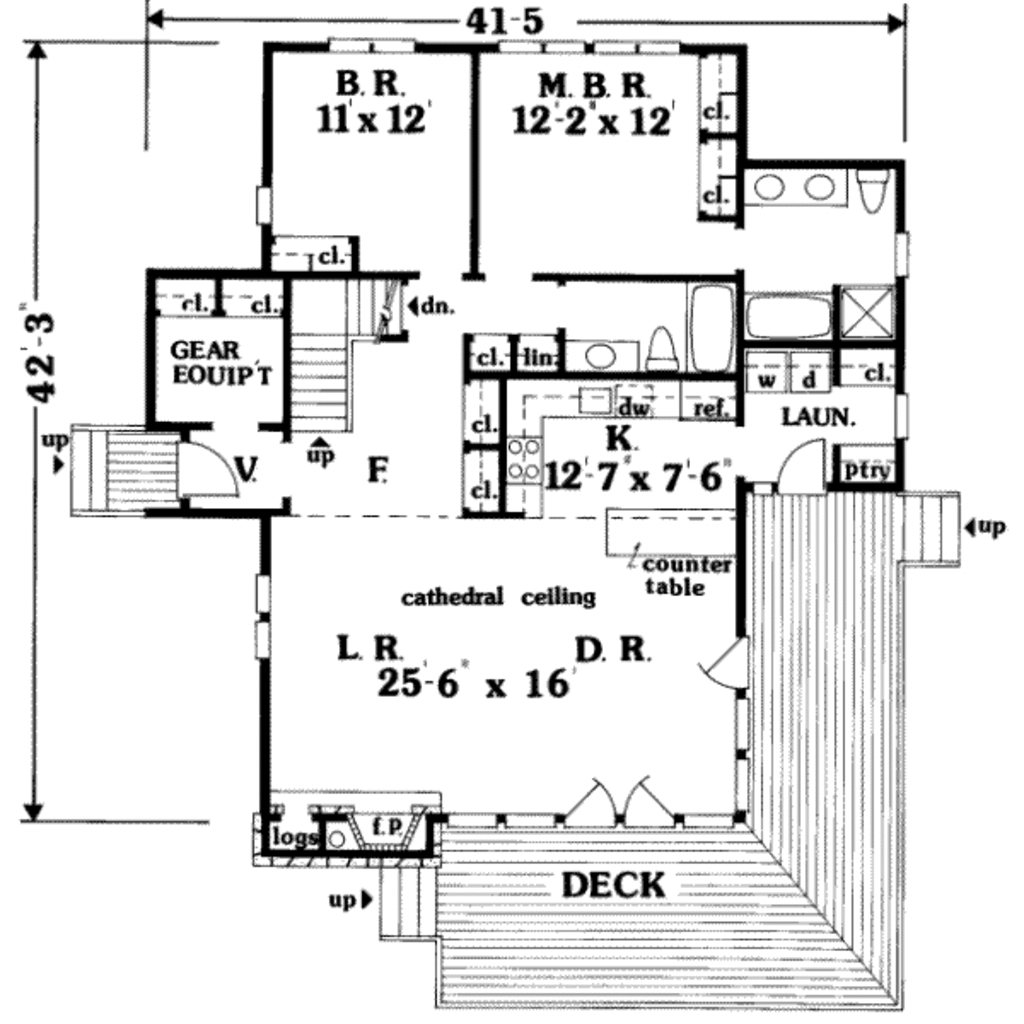 41-5
B. R.
11' x 12'
M. B. R.
12'-2" x 12'
cl.
cl.
cl.
42'-3"
cl.
cl.
dn.
GEAR
EQUIP'T
cl.
lin.
w
d
cl.
up
up
V.
F.
cl.
dw
ref.
LAUN.
K.
12'-7" x 7'-6"
cl.
ptry
up
counter
table
cathedral ceiling
L. R.
D. R.
25'-6" x 16'
logs
f.P.
up
DECK